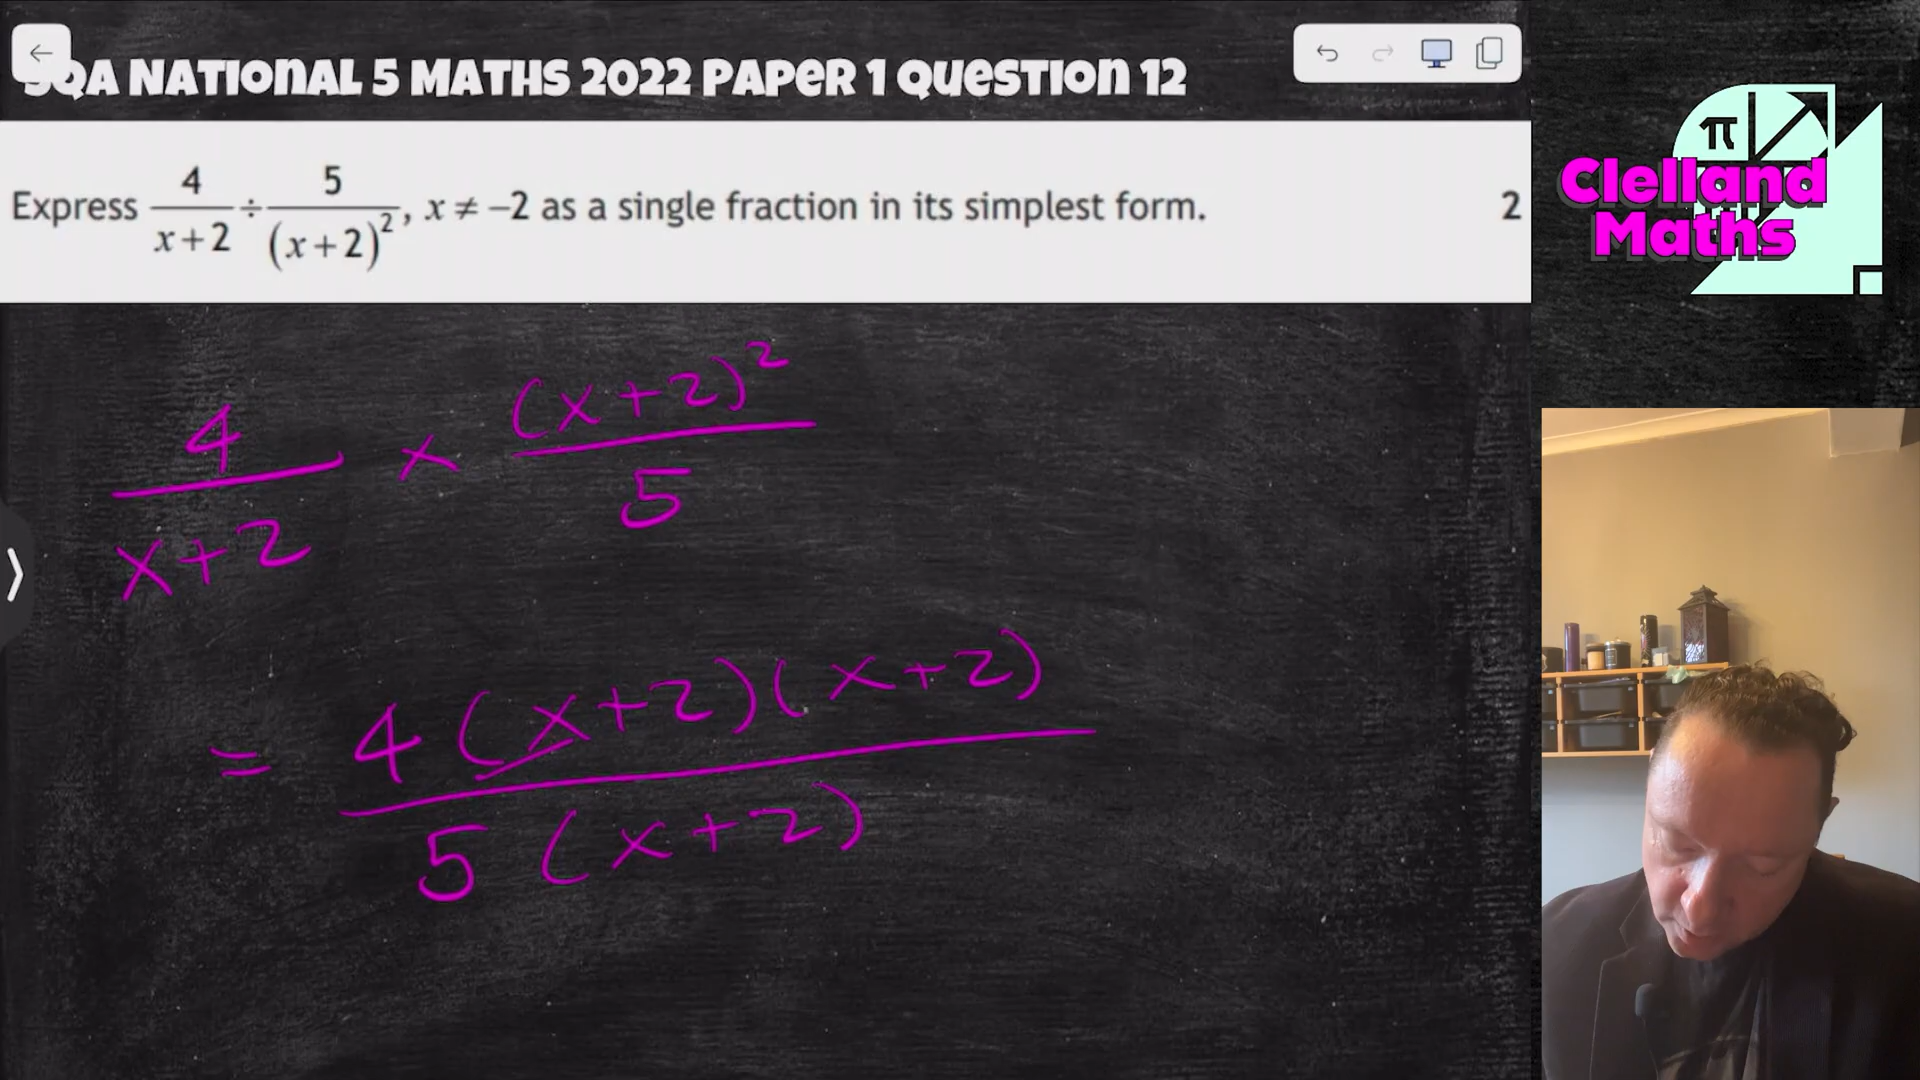 SQA NATIONAL 5 MATHS 2022 PAPER 1 QUESTION 12
Express 4/(x+2) ÷ 5/(x+2)², x ≠ −2 as a single fraction in its simplest form. 2
π
Clelland
Maths
4/(x+2) × (x+2)²/5
= 4(x+2)(x+2)/5(x+2)